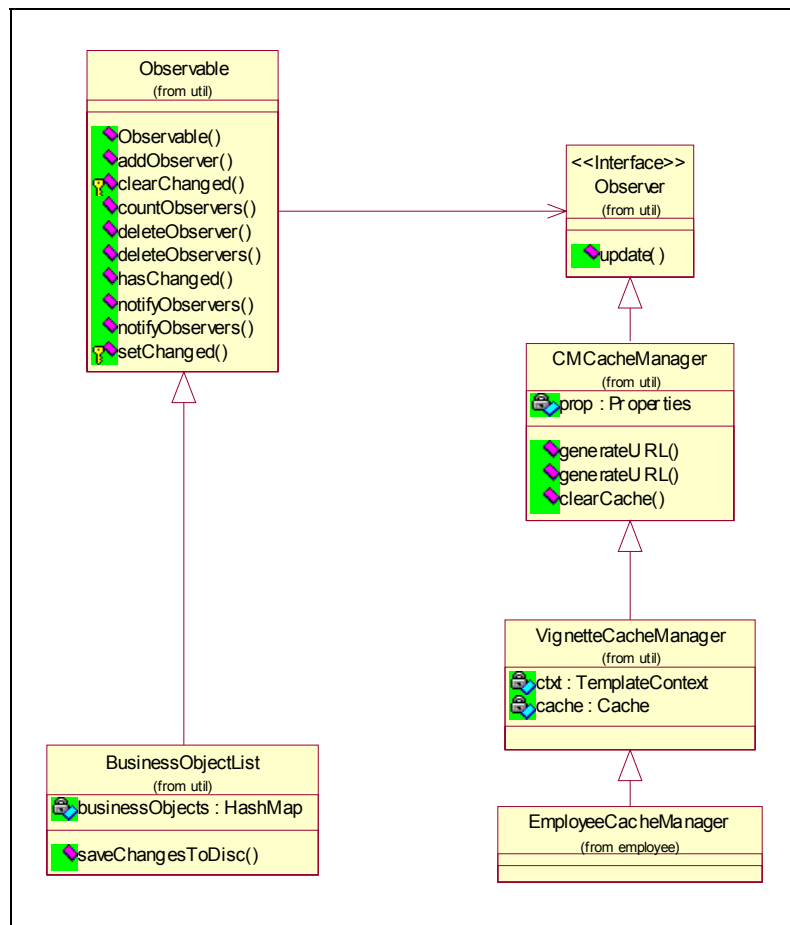 Observable
(from util)
Observable()
addObserver()
clearChanged()
countObservers()
deleteObserver()
deleteObservers()
hasChanged()
notifyObservers()
notifyObservers()
setChanged()
<<Interface>>
Observer
(from util)
update()
CMCacheManager
(from util)
prop : Properties
generateURL()
generateURL()
clearCache()
VignetteCacheManager
(from util)
ctxt : TemplateContext
cache : Cache
BusinessObjectList
(from util)
businessObjects : HashMap
saveChangesToDisc()
EmployeeCacheManager
(from employee)